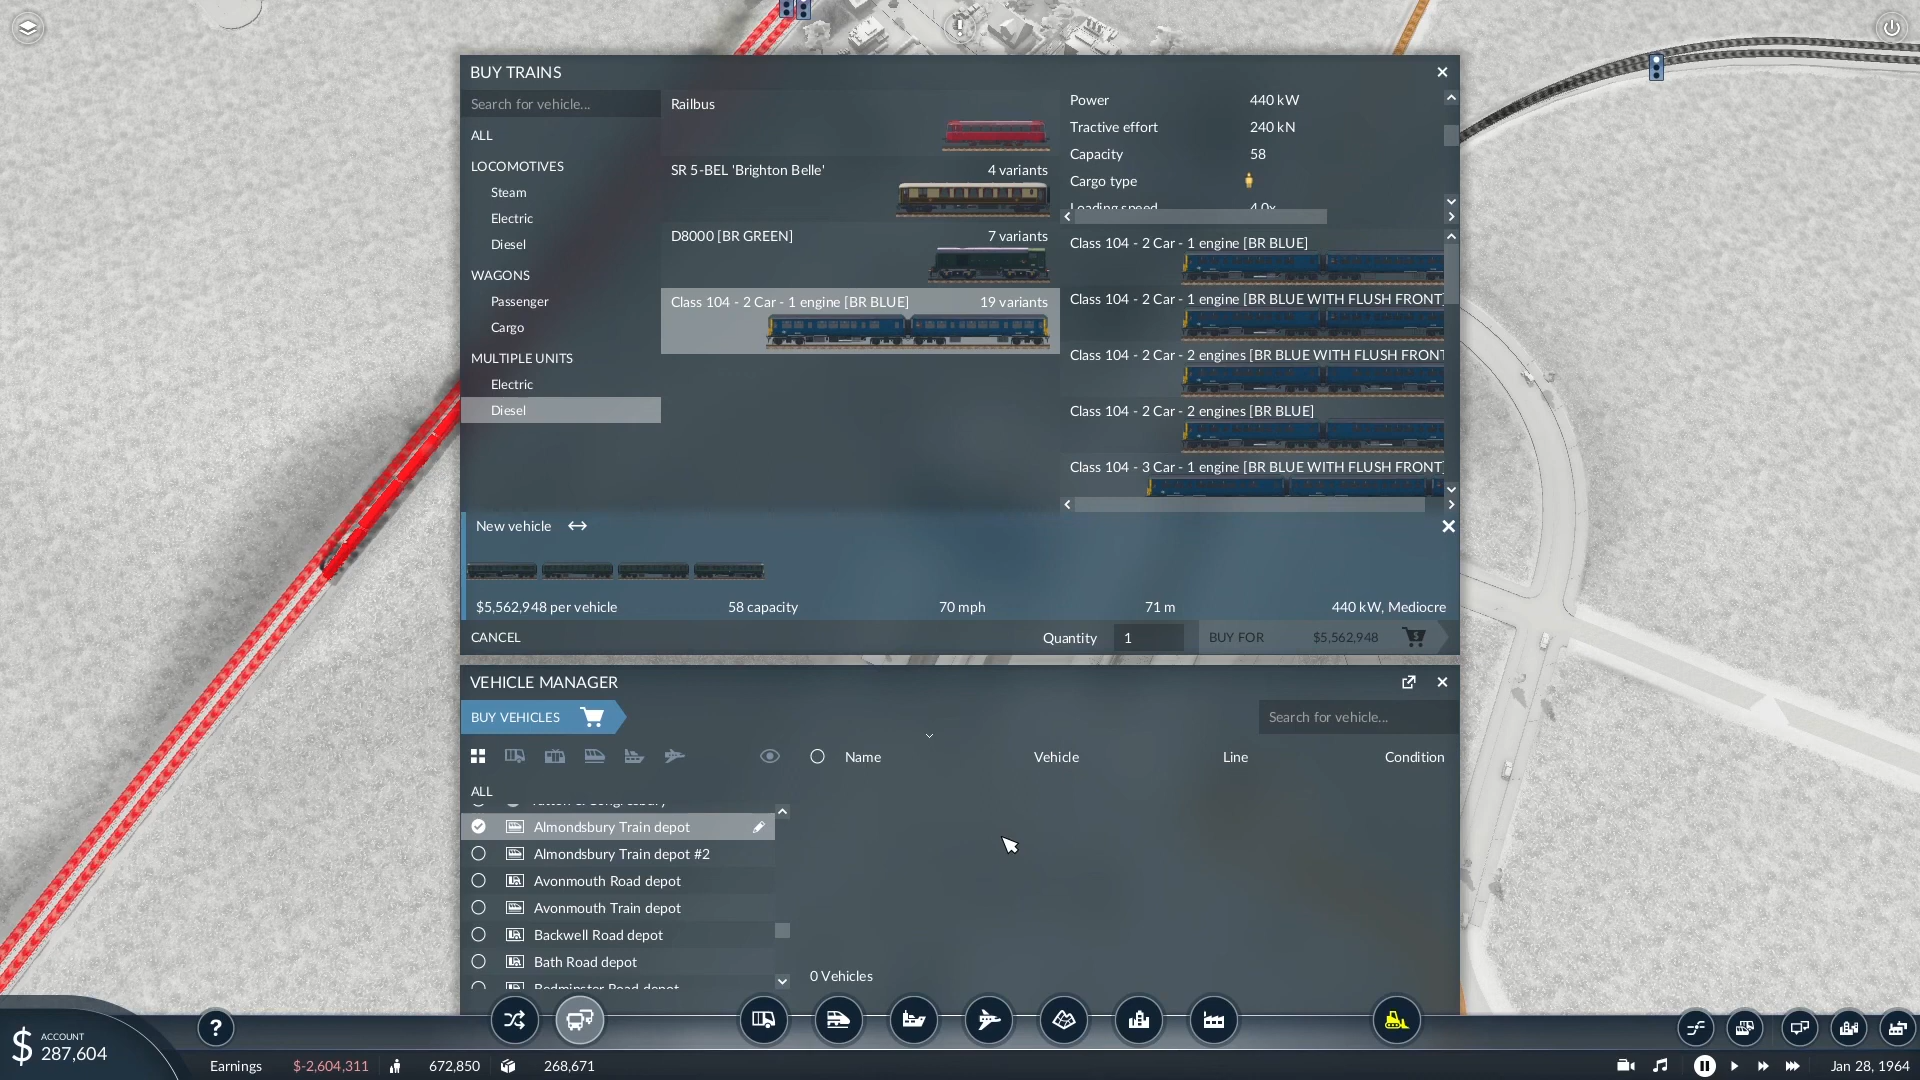 BUY TRAINS
Search for vehicle...
ALL
LOCOMOTIVES
Steam
Electric
Diesel
WAGONS
Passenger
Cargo
MULTIPLE UNITS
Electric
Diesel
Railbus
SR 5-BEL 'Brighton Belle' 4 variants
D8000 [BR GREEN] 7 variants
Class 104 - 2 Car - 1 engine [BR BLUE] 19 variants
Power 440 kW
Tractive effort 240 kN
Capacity 58
Cargo type
Loading speed 4.0x
Class 104 - 2 Car - 1 engine [BR BLUE]
Class 104 - 2 Car - 1 engine [BR BLUE WITH FLUSH FRONT]
Class 104 - 2 Car - 2 engines [BR BLUE WITH FLUSH FRONT
Class 104 - 2 Car - 2 engines [BR BLUE]
Class 104 - 3 Car - 1 engine [BR BLUE WITH FLUSH FRONT]
New vehicle
$5,562,948 per vehicle 58 capacity 70 mph 71 m 440 kW, Mediocre
CANCEL Quantity 1 BUY FOR $5,562,948
VEHICLE MANAGER
BUY VEHICLES
Search for vehicle...
Name Vehicle Line Condition
ALL
Almondsbury Train depot
Almondsbury Train depot #2
Avonmouth Road depot
Avonmouth Train depot
Backwell Road depot
Bath Road depot
Bedminster Road depot
0 Vehicles
?
$ ACCOUNT
287,604
Earnings $-2,604,311 672,850 268,671 Jan 28, 1964